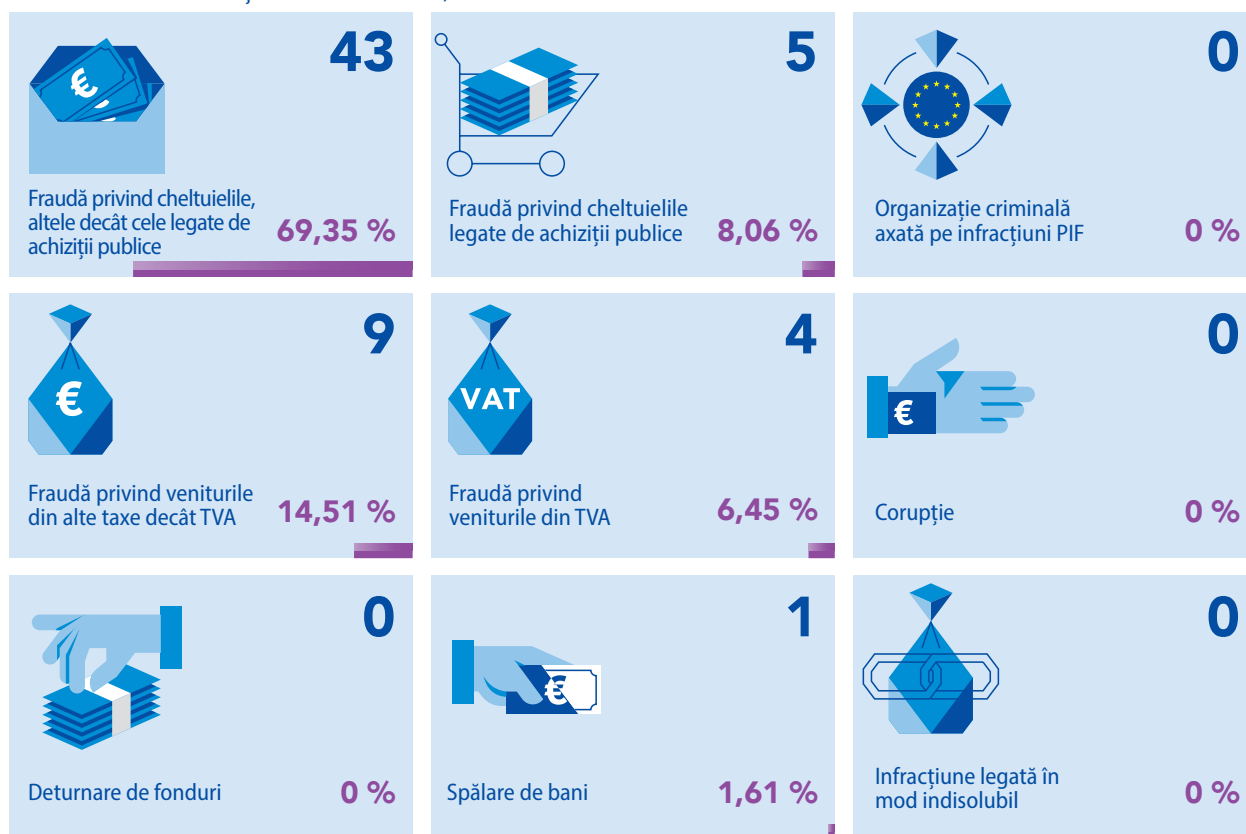 43
Fraudă privind cheltuielile,
altele decât cele legate de
achiziții publice
69,35 %
5
Fraudă privind cheltuielile
legate de achiziții publice
8,06 %
0
Organizație criminală
axată pe infracțiuni PIF
0 %
€
9
Fraudă privind veniturile
din alte taxe decât TVA
14,51 %
VAT
4
Fraudă privind
veniturile din TVA
6,45 %
€
0
Corupție
0 %
0
Deturnare de fonduri
0 %
€
1
Spălare de bani
1,61 %
0
Infracțiune legată în
mod indisolubil
0 %